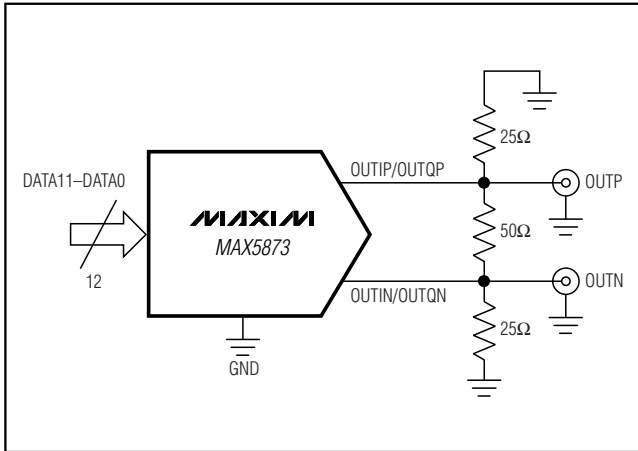 25Ω
OUTIP/OUTQP
OUTP
DATA11–DATA0
MAXIM
MAX5873
50Ω
12
OUTIN/OUTQN
OUTN
25Ω
GND